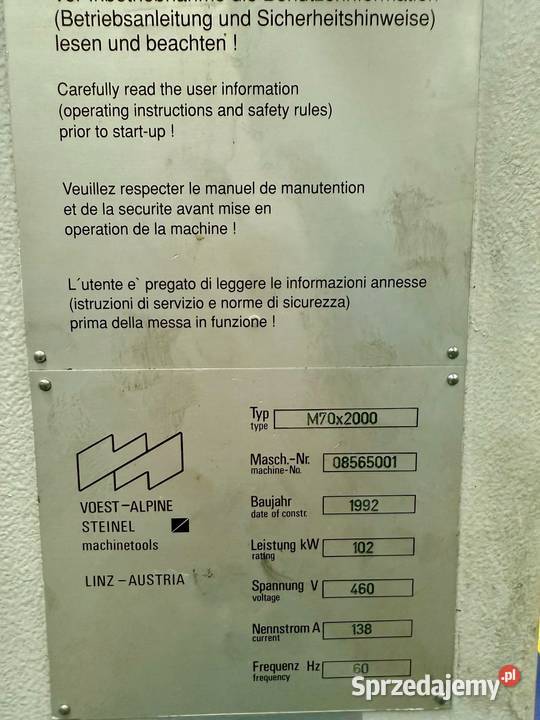 vor Inbetriebnahme die Benutzerinformation
(Betriebsanleitung und Sicherheitshinweise)
lesen und beachten !
Carefully read the user information
(operating instructions and safety rules)
prior to start-up !
Veuillez respecter le manuel de manutention
et de la securite avant mise en
operation de la machine !
L´utente e` pregato di leggere le informazioni annesse
(istruzioni di servizio e norme di sicurezza)
prima della messa in funzione !
VOEST-ALPINE
STEINEL
machinetools
LINZ-AUSTRIA
Typ M70x2000
type
Masch.-Nr. 08565001
machine-No.
Baujahr 1992
date of constr.
Leistung kW 102
rating
Spannung V 460
voltage
Nennstrom A 138
current
Frequenz Hz 60
frequency
Sprzedajemy.pl